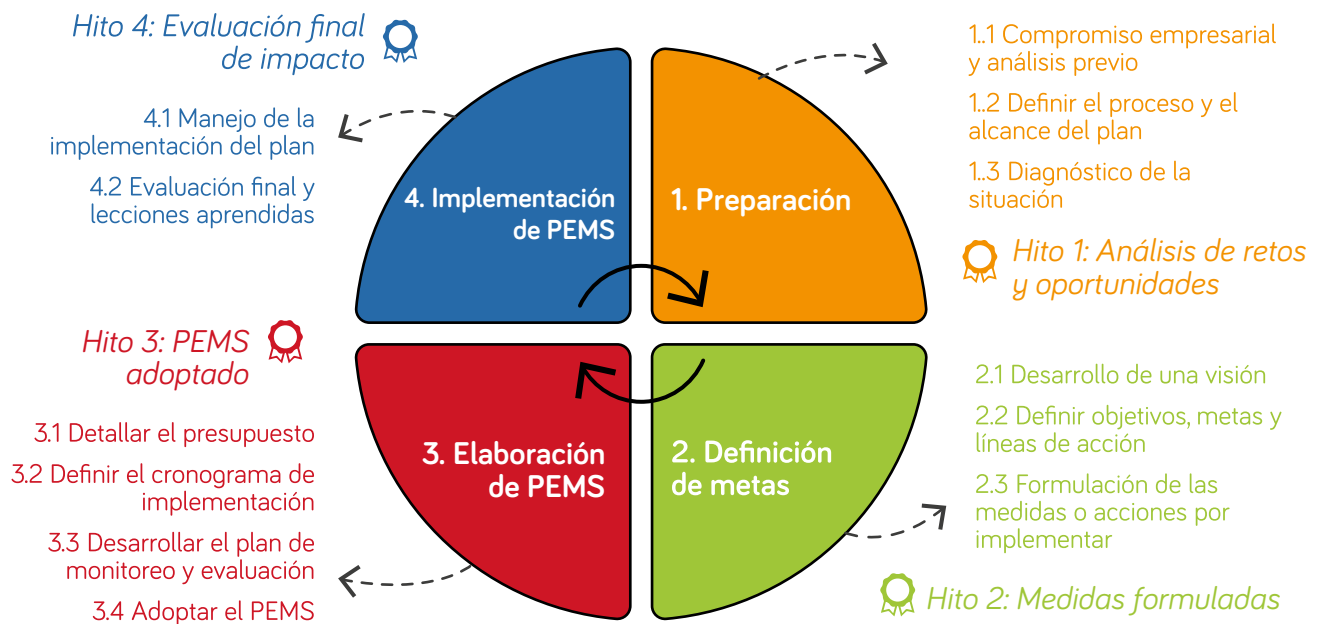 1. Preparación
1..1 Compromiso empresarial
y análisis previo
1..2 Definir el proceso y el
alcance del plan
1..3 Diagnóstico de la
situación
Hito 1: Análisis de retos
y oportunidades
2. Definición
de metas
2.1 Desarrollo de una visión
2.2 Definir objetivos, metas y
líneas de acción
2.3 Formulación de las
medidas o acciones por
implementar
Hito 2: Medidas formuladas
3. Elaboración
de PEMS
Hito 3: PEMS
adoptado
3.1 Detallar el presupuesto
3.2 Definir el cronograma de
implementación
3.3 Desarrollar el plan de
monitoreo y evaluación
3.4 Adoptar el PEMS
4. Implementación
de PEMS
Hito 4: Evaluación final
de impacto
4.1 Manejo de la
implementación del plan
4.2 Evaluación final y
lecciones aprendidas